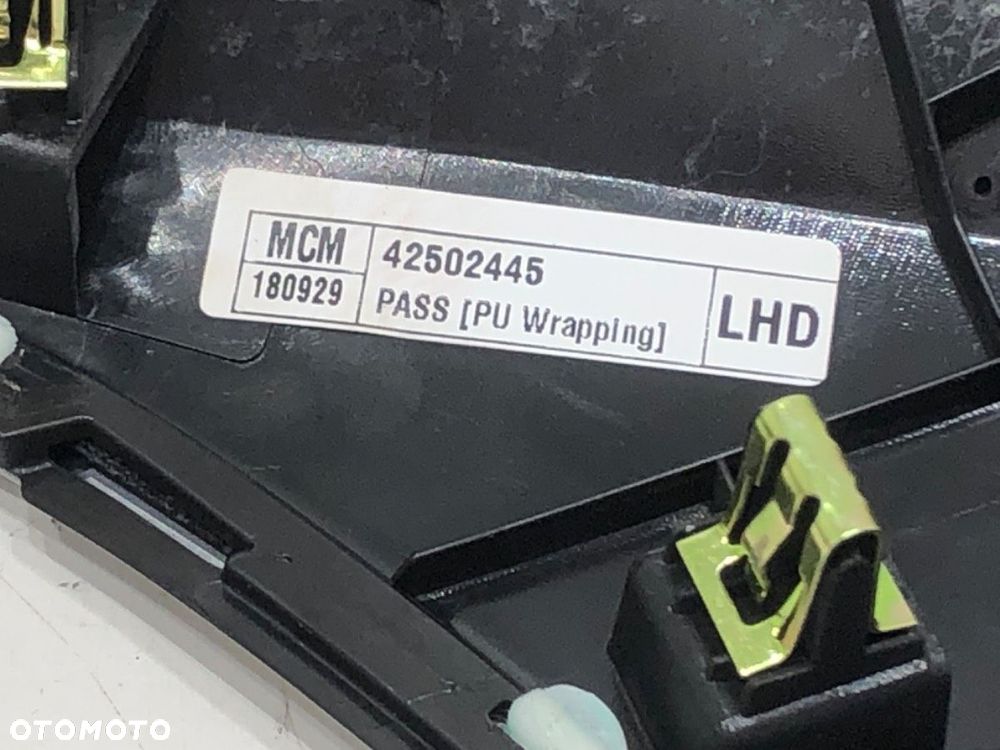 MCM
180929
42502445
PASS [PU Wrapping]
LHD
OTOMOTO